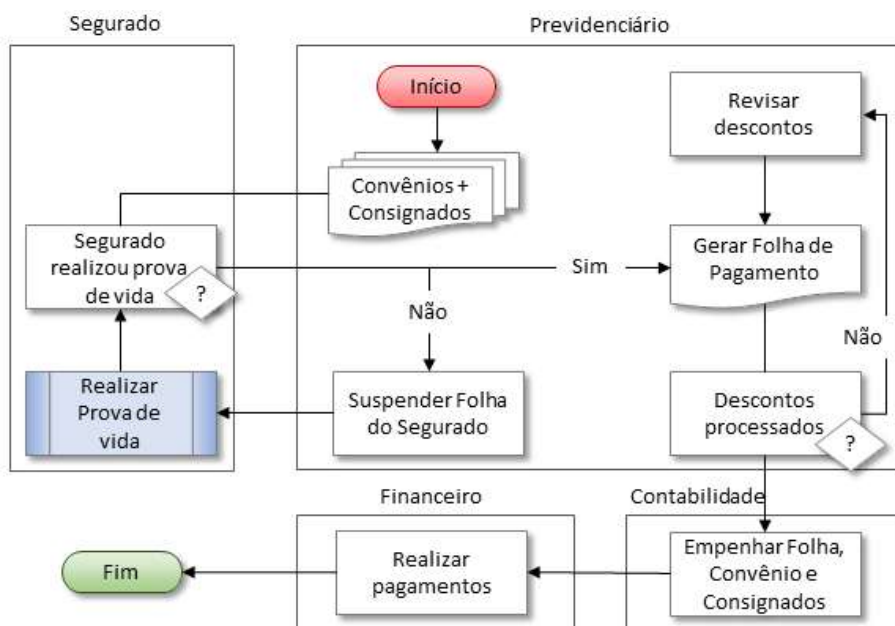 Segurado
Previdenciário
Início
Revisar
descontos
Convênios +
Consignados
Segurado
realizou prova
de vida
?
Sim
Gerar Folha de
Pagamento
Não
Não
Realizar
Prova de
vida
Suspender Folha
do Segurado
Descontos
processados
?
Financeiro
Contabilidade
Fim
Realizar
pagamentos
Empenhar Folha,
Convênio e
Consignados